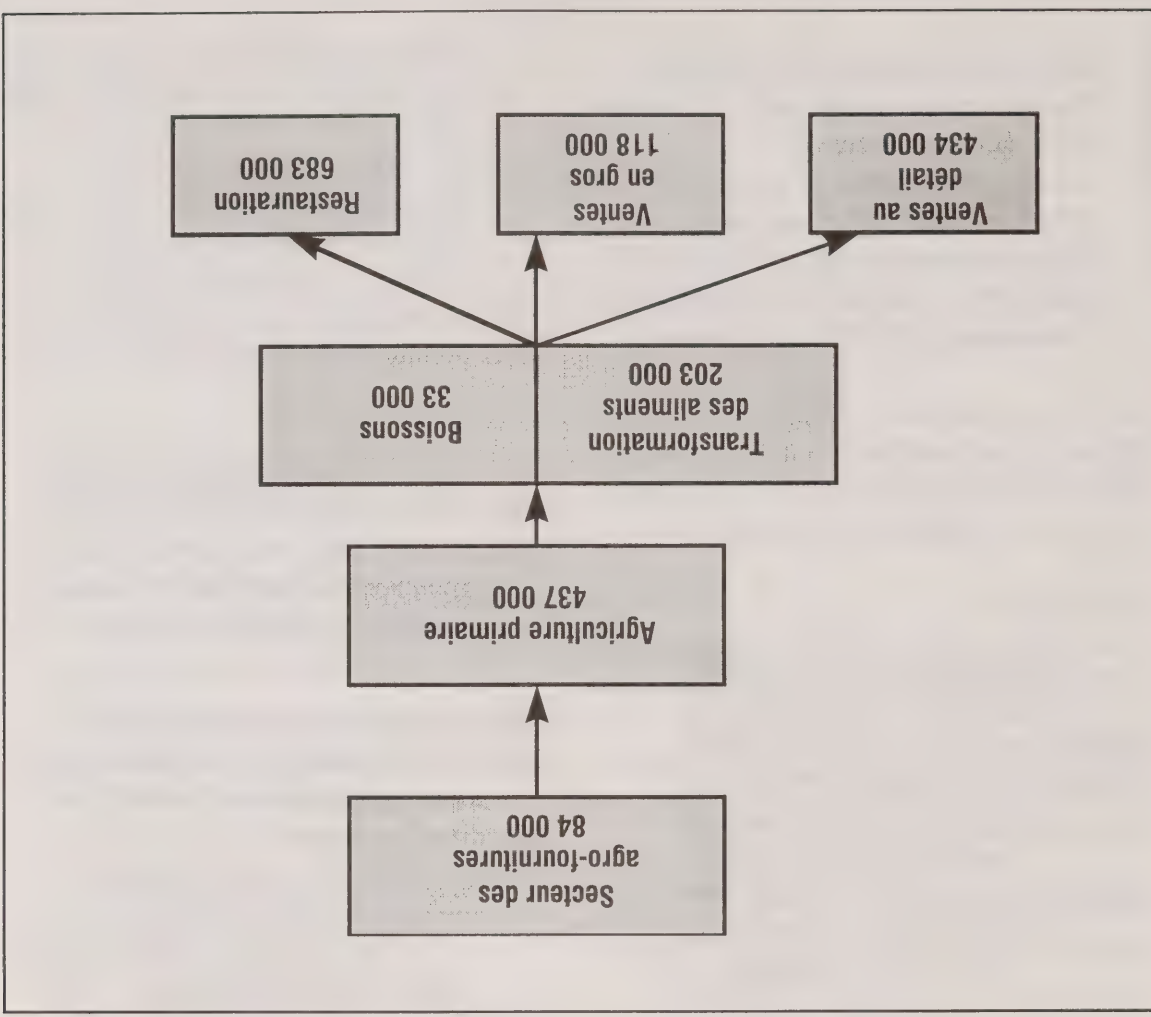 Secteur des
agro-fournitures
84 000
Agriculture primaire
437 000
Transformation
des aliments
203 000
Boissons
33 000
Ventes au
détail
434 000
Ventes
en gros
118 000
Restauration
683 000